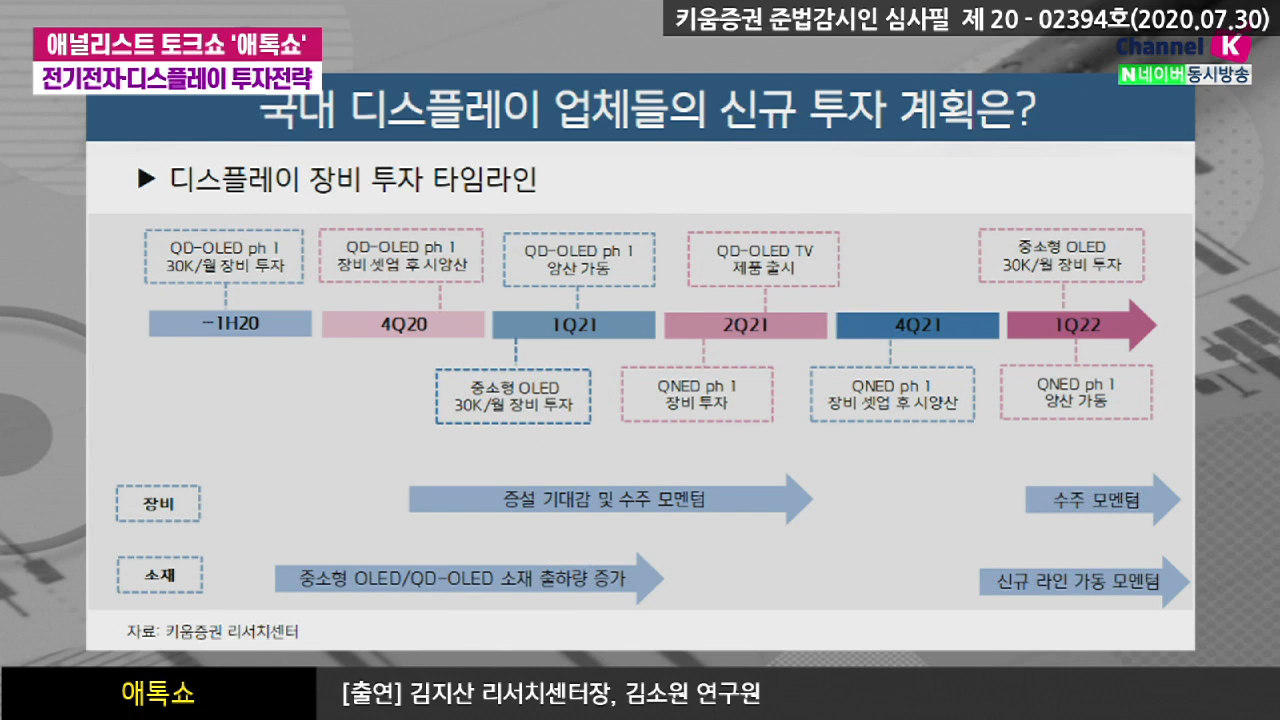 키움증권 준법감시인 심사필 제 20 - 02394호(2020.07.30)
애널리스트 토크쇼 '애톡쇼'
전기전자·디스플레이 투자전략
Channel K
N 네이버 동시방송
국내 디스플레이 업체들의 신규 투자 계획은?
▶ 디스플레이 장비 투자 타임라인
QD-OLED ph 1
30K/월 장비 투자
QD-OLED ph 1
장비 셋업 후 시양산
QD-OLED ph 1
양산 가동
QD-OLED TV
제품 출시
중소형 OLED
30K/월 장비 투자
~1H20
4Q20
1Q21
2Q21
4Q21
1Q22
중소형 OLED
30K/월 장비 투자
QNED ph 1
장비 투자
QNED ph 1
장비 셋업 후 시양산
QNED ph 1
양산 가동
장비
증설 기대감 및 수주 모멘텀
수주 모멘텀
소재
중소형 OLED/QD-OLED 소재 출하량 증가
신규 라인 가동 모멘텀
자료: 키움증권 리서치센터
애톡쇼
[출연] 김지산 리서치센터장, 김소원 연구원